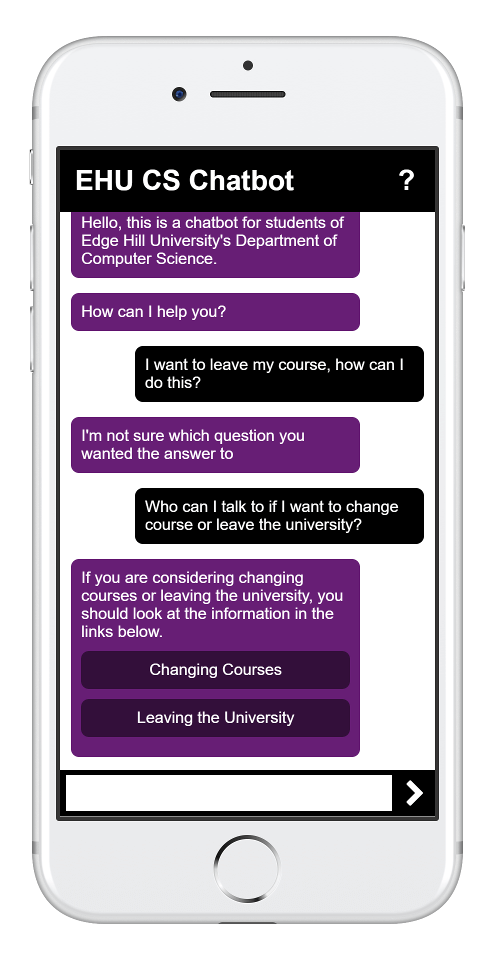 EHU CS Chatbot ?
Hello, this is a chatbot for students of
Edge Hill University's Department of
Computer Science.
How can I help you?
I want to leave my course, how can I
do this?
I'm not sure which question you
wanted the answer to
Who can I talk to if I want to change
course or leave the university?
If you are considering changing
courses or leaving the university, you
should look at the information in the
links below.
Changing Courses
Leaving the University